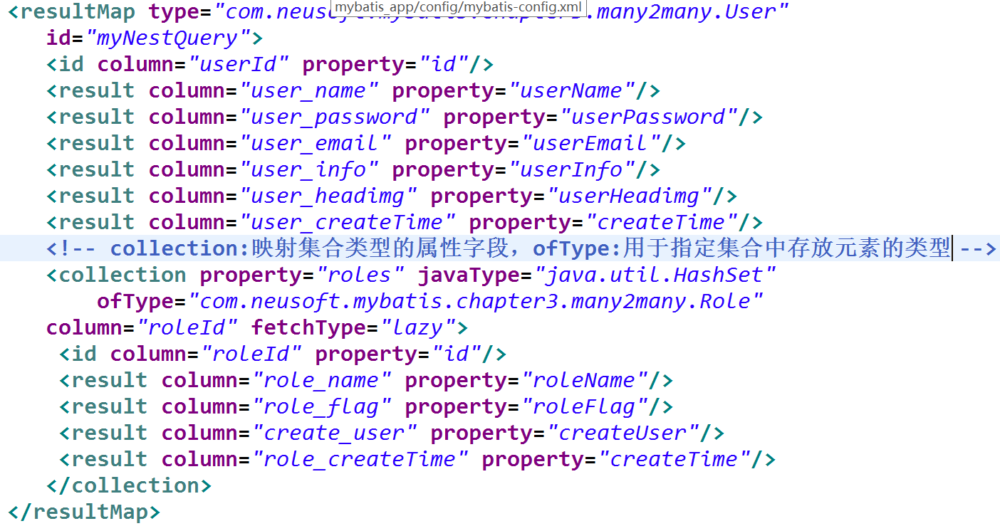 mybatis_app/config/mybatis-config.xml
<resultMap type="com.neusoft.mybatis.chapter3.many2many.User"
id="myNestQuery">
<id column="userId" property="id"/>
<result column="user_name" property="userName"/>
<result column="user_password" property="userPassword"/>
<result column="user_email" property="userEmail"/>
<result column="user_info" property="userInfo"/>
<result column="user_headimg" property="userHeadimg"/>
<result column="user_createTime" property="createTime"/>
<!-- collection:映射集合类型的属性字段，ofType:用于指定集合中存放元素的类型 -->
<collection property="roles" javaType="java.util.HashSet"
ofType="com.neusoft.mybatis.chapter3.many2many.Role"
column="roleId" fetchType="lazy">
<id column="roleId" property="id"/>
<result column="role_name" property="roleName"/>
<result column="role_flag" property="roleFlag"/>
<result column="create_user" property="createUser"/>
<result column="role_createTime" property="createTime"/>
</collection>
</resultMap>